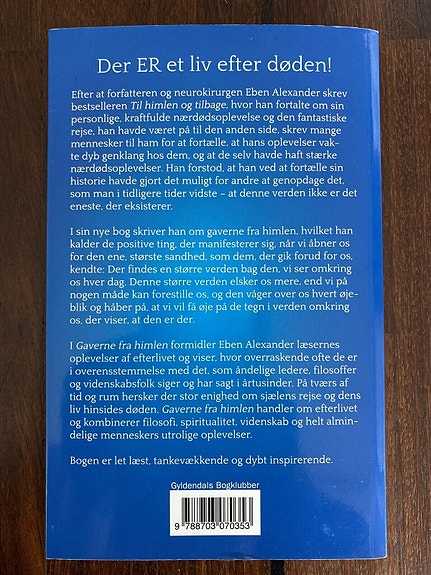 Der ER et liv efter døden!
Efter at forfatteren og neurokirurgen Eben Alexander skrev
bestselleren Til himlen og tilbage, hvor han fortalte om sin
personlige, kraftfulde nærdødsoplevelse og den fantastiske
rejse, han havde været på til den anden side, skrev mange
mennesker til ham for at fortælle, at hans oplevelser vak-
te dyb genklang hos dem, og at de selv havde haft stærke
nærdødsoplevelser. Han forstod, at han ved at fortælle sin
historie havde gjort det muligt for andre at genopdage det,
som man i tidligere tider vidste – at denne verden ikke er det
eneste, der eksisterer.
I sin nye bog skriver han om gaverne fra himlen, hvilket han
kalder de positive ting, der manifesterer sig, når vi åbner os
for den ene, største sandhed, som dem, der gik forud for os,
kendte: Der findes en større verden bag den, vi ser omkring
os hver dag. Denne større verden elsker os mere, end vi på
nogen måde kan forestille os, og den våger over os hvert øje-
blik og håber på, at vi vil få øje på de tegn i verden omkring
os, der viser, at den er der.
I Gaverne fra himlen formidler Eben Alexander læsernes
oplevelser af efterlivet og viser, hvor overraskende ofte de er
i overensstemmelse med det, som åndelige ledere, filosoffer
og videnskabsfolk siger og har sagt i årtusinder. På tværs af
tid og rum hersker der stor enighed om sjælens rejse og dens
liv hinsides døden. Gaverne fra himlen handler om efterlivet
og kombinerer filosofi, spiritualitet, videnskab og helt almin-
delige menneskers utrolige oplevelser.
Bogen er let læst, tankevækkende og dybt inspirerende.
Gyldendals Bogklubber
9 788703 070353